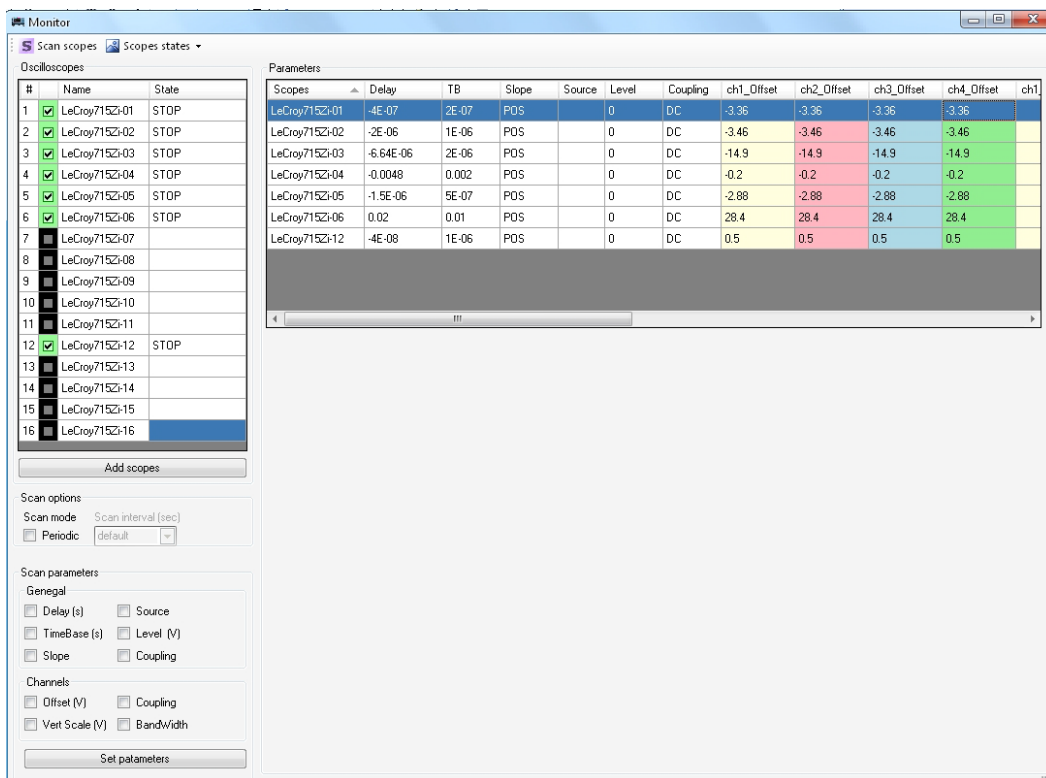 Monitor
Scan scopes Scopes states
Oscilloscopes
# Name State
1 LeCroy715Zi-01 STOP
2 LeCroy715Zi-02 STOP
3 LeCroy715Zi-03 STOP
4 LeCroy715Zi-04 STOP
5 LeCroy715Zi-05 STOP
6 LeCroy715Zi-06 STOP
7 LeCroy715Zi-07
8 LeCroy715Zi-08
9 LeCroy715Zi-09
10 LeCroy715Zi-10
11 LeCroy715Zi-11
12 LeCroy715Zi-12 STOP
13 LeCroy715Zi-13
14 LeCroy715Zi-14
15 LeCroy715Zi-15
16 LeCroy715Zi-16
Add scopes
Scan options
Scan mode Scan interval (sec)
Periodic default
Scan parameters
Genegal
Delay (s) Source
TimeBase (s) Level (V)
Slope Coupling
Channels
Offset (V) Coupling
Vert Scale (V) BandWidth
Set patameters
Parameters
Scopes Delay TB Slope Source Level Coupling ch1_Offset ch2_Offset ch3_Offset ch4_Offset ch1_
LeCroy715Zi-01 -4E-07 2E-07 POS 0 DC -3.36 -3.36 -3.36 -3.36
LeCroy715Zi-02 -2E-06 1E-06 POS 0 DC -3.46 -3.46 -3.46 -3.46
LeCroy715Zi-03 -6.64E-06 2E-06 POS 0 DC -14.9 -14.9 -14.9 -14.9
LeCroy715Zi-04 -0.0048 0.002 POS 0 DC -0.2 -0.2 -0.2 -0.2
LeCroy715Zi-05 -1.5E-06 5E-07 POS 0 DC -2.88 -2.88 -2.88 -2.88
LeCroy715Zi-06 0.02 0.01 POS 0 DC 28.4 28.4 28.4 28.4
LeCroy715Zi-12 -4E-08 1E-06 POS 0 DC 0.5 0.5 0.5 0.5